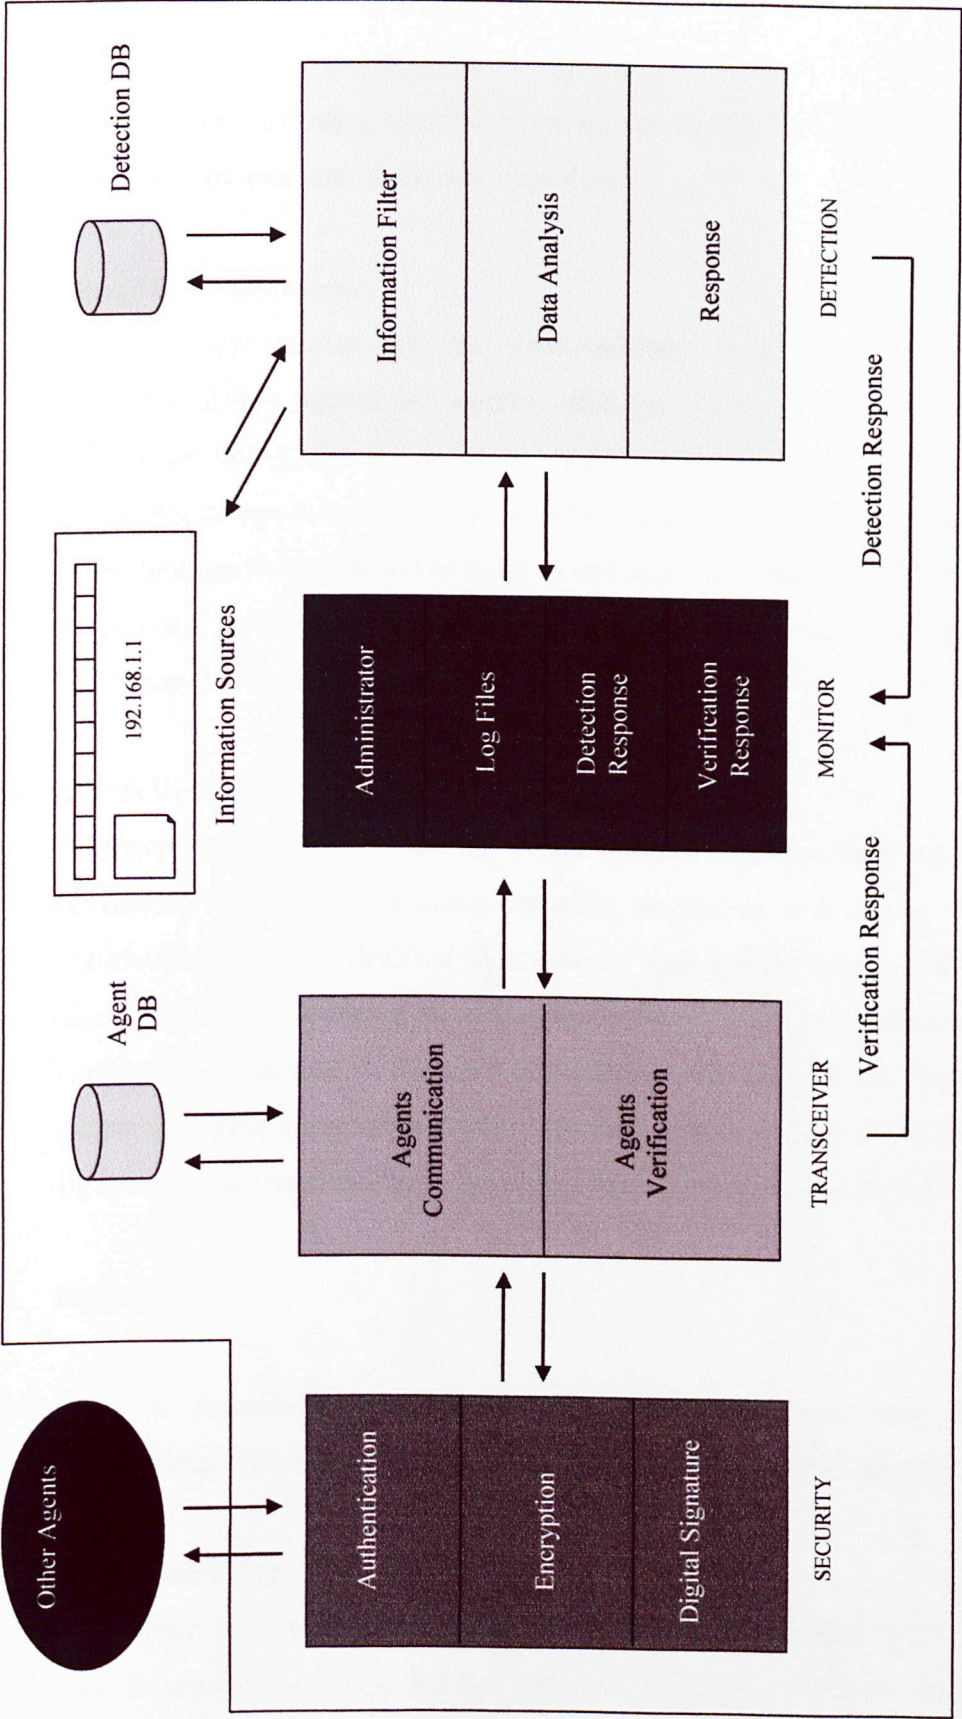 Other Agents
Agent
DB
192.168.1.1
Information Sources
Detection DB
Authentication
Encryption
Digital Signature
SECURITY
Agents
Communication
Agents
Verification
TRANSCEIVER
Administrator
Log Files
Detection
Response
Verification
Response
MONITOR
Information Filter
Data Analysis
Response
DETECTION
Verification Response
Detection Response